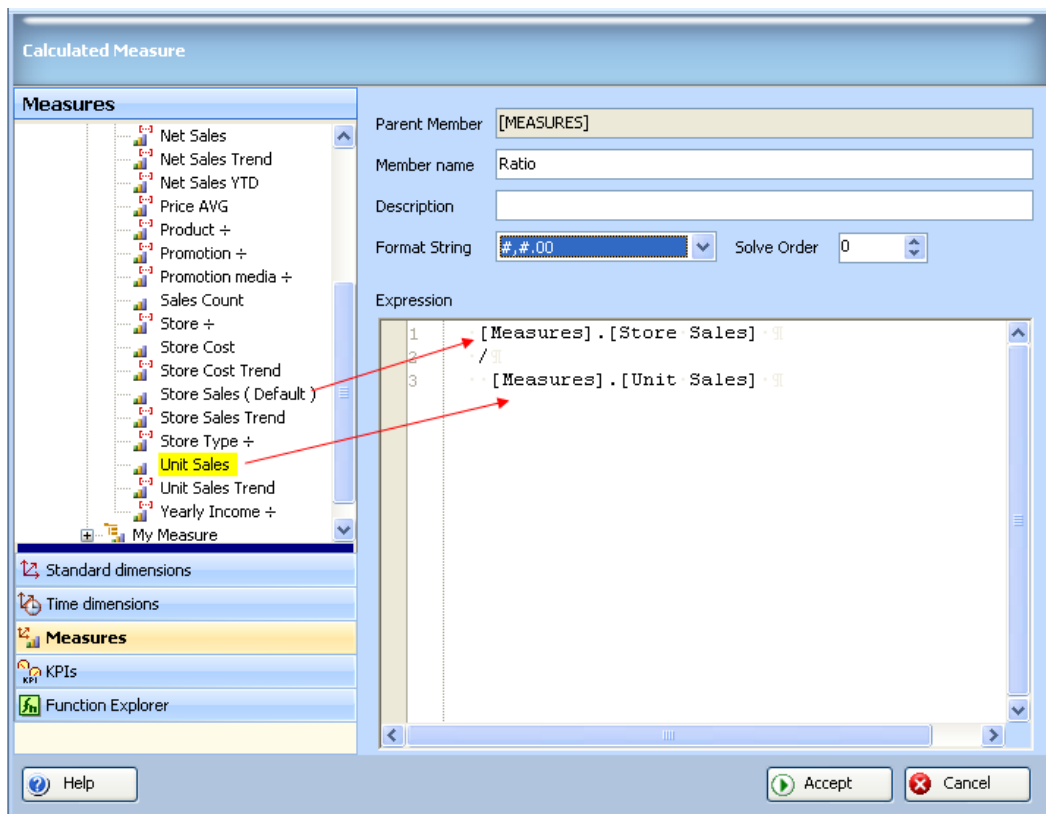 Calculated Measure
Measures
Net Sales
Net Sales Trend
Net Sales YTD
Price AVG
Product ÷
Promotion ÷
Promotion media ÷
Sales Count
Store ÷
Store Cost
Store Cost Trend
Store Sales ( Default )
Store Sales Trend
Store Type ÷
Unit Sales
Unit Sales Trend
Yearly Income ÷
My Measure
Standard dimensions
Time dimensions
Measures
KPI
KPIs
fn Function Explorer
Parent Member [MEASURES]
Member name Ratio
Description
Format String #,#.00 Solve Order 0
Expression
1 [Measures].[Store·Sales]·¶
2 ·/¶
3 ··[Measures].[Unit·Sales]·¶
? Help
Accept
Cancel